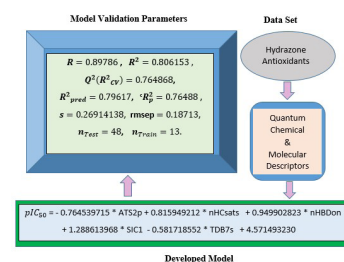 Model Validation Parameters
Data Set
R = 0.89786, R² = 0.806153,
Q²(R²CV) = 0.764868,
R²pred = 0.79617, ᶜR²p = 0.76488,
s = 0.26914138, rmsep = 0.18713,
nTest = 48, nTrain = 13.
Hydrazone
Antioxidants
Quantum
Chemical
&
Molecular
Descriptors
pIC₅₀ = - 0.764539715 * ATS2p + 0.815949212 * nHCsats + 0.949902823 * nHBDon
+ 1.288613968 * SIC1 - 0.581718552 * TDB7s + 4.571493230
Developed Model